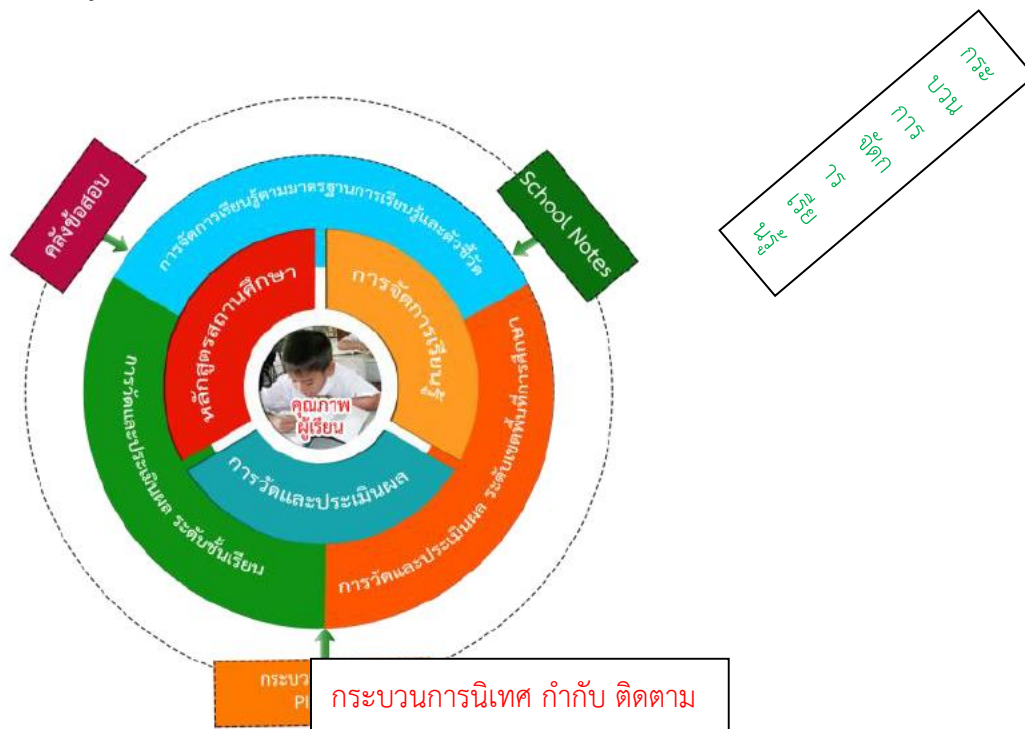 กระ
บวน
การ
จัดก
าร
เรีย
นรู้
คลังข้อสอบ
School Notes
การจัดการเรียนรู้ตามมาตรฐานการเรียนรู้และตัวชี้วัด
หลักสูตรสถานศึกษา
การจัดการเรียนรู้
คุณภาพ
ผู้เรียน
การวัดและประเมินผล
การวัดและประเมินผล ระดับชั้นเรียน
การวัดและประเมินผล ระดับเขตพื้นที่การศึกษา
กระบว
กระบวนการนิเทศ กำกับ ติดตาม